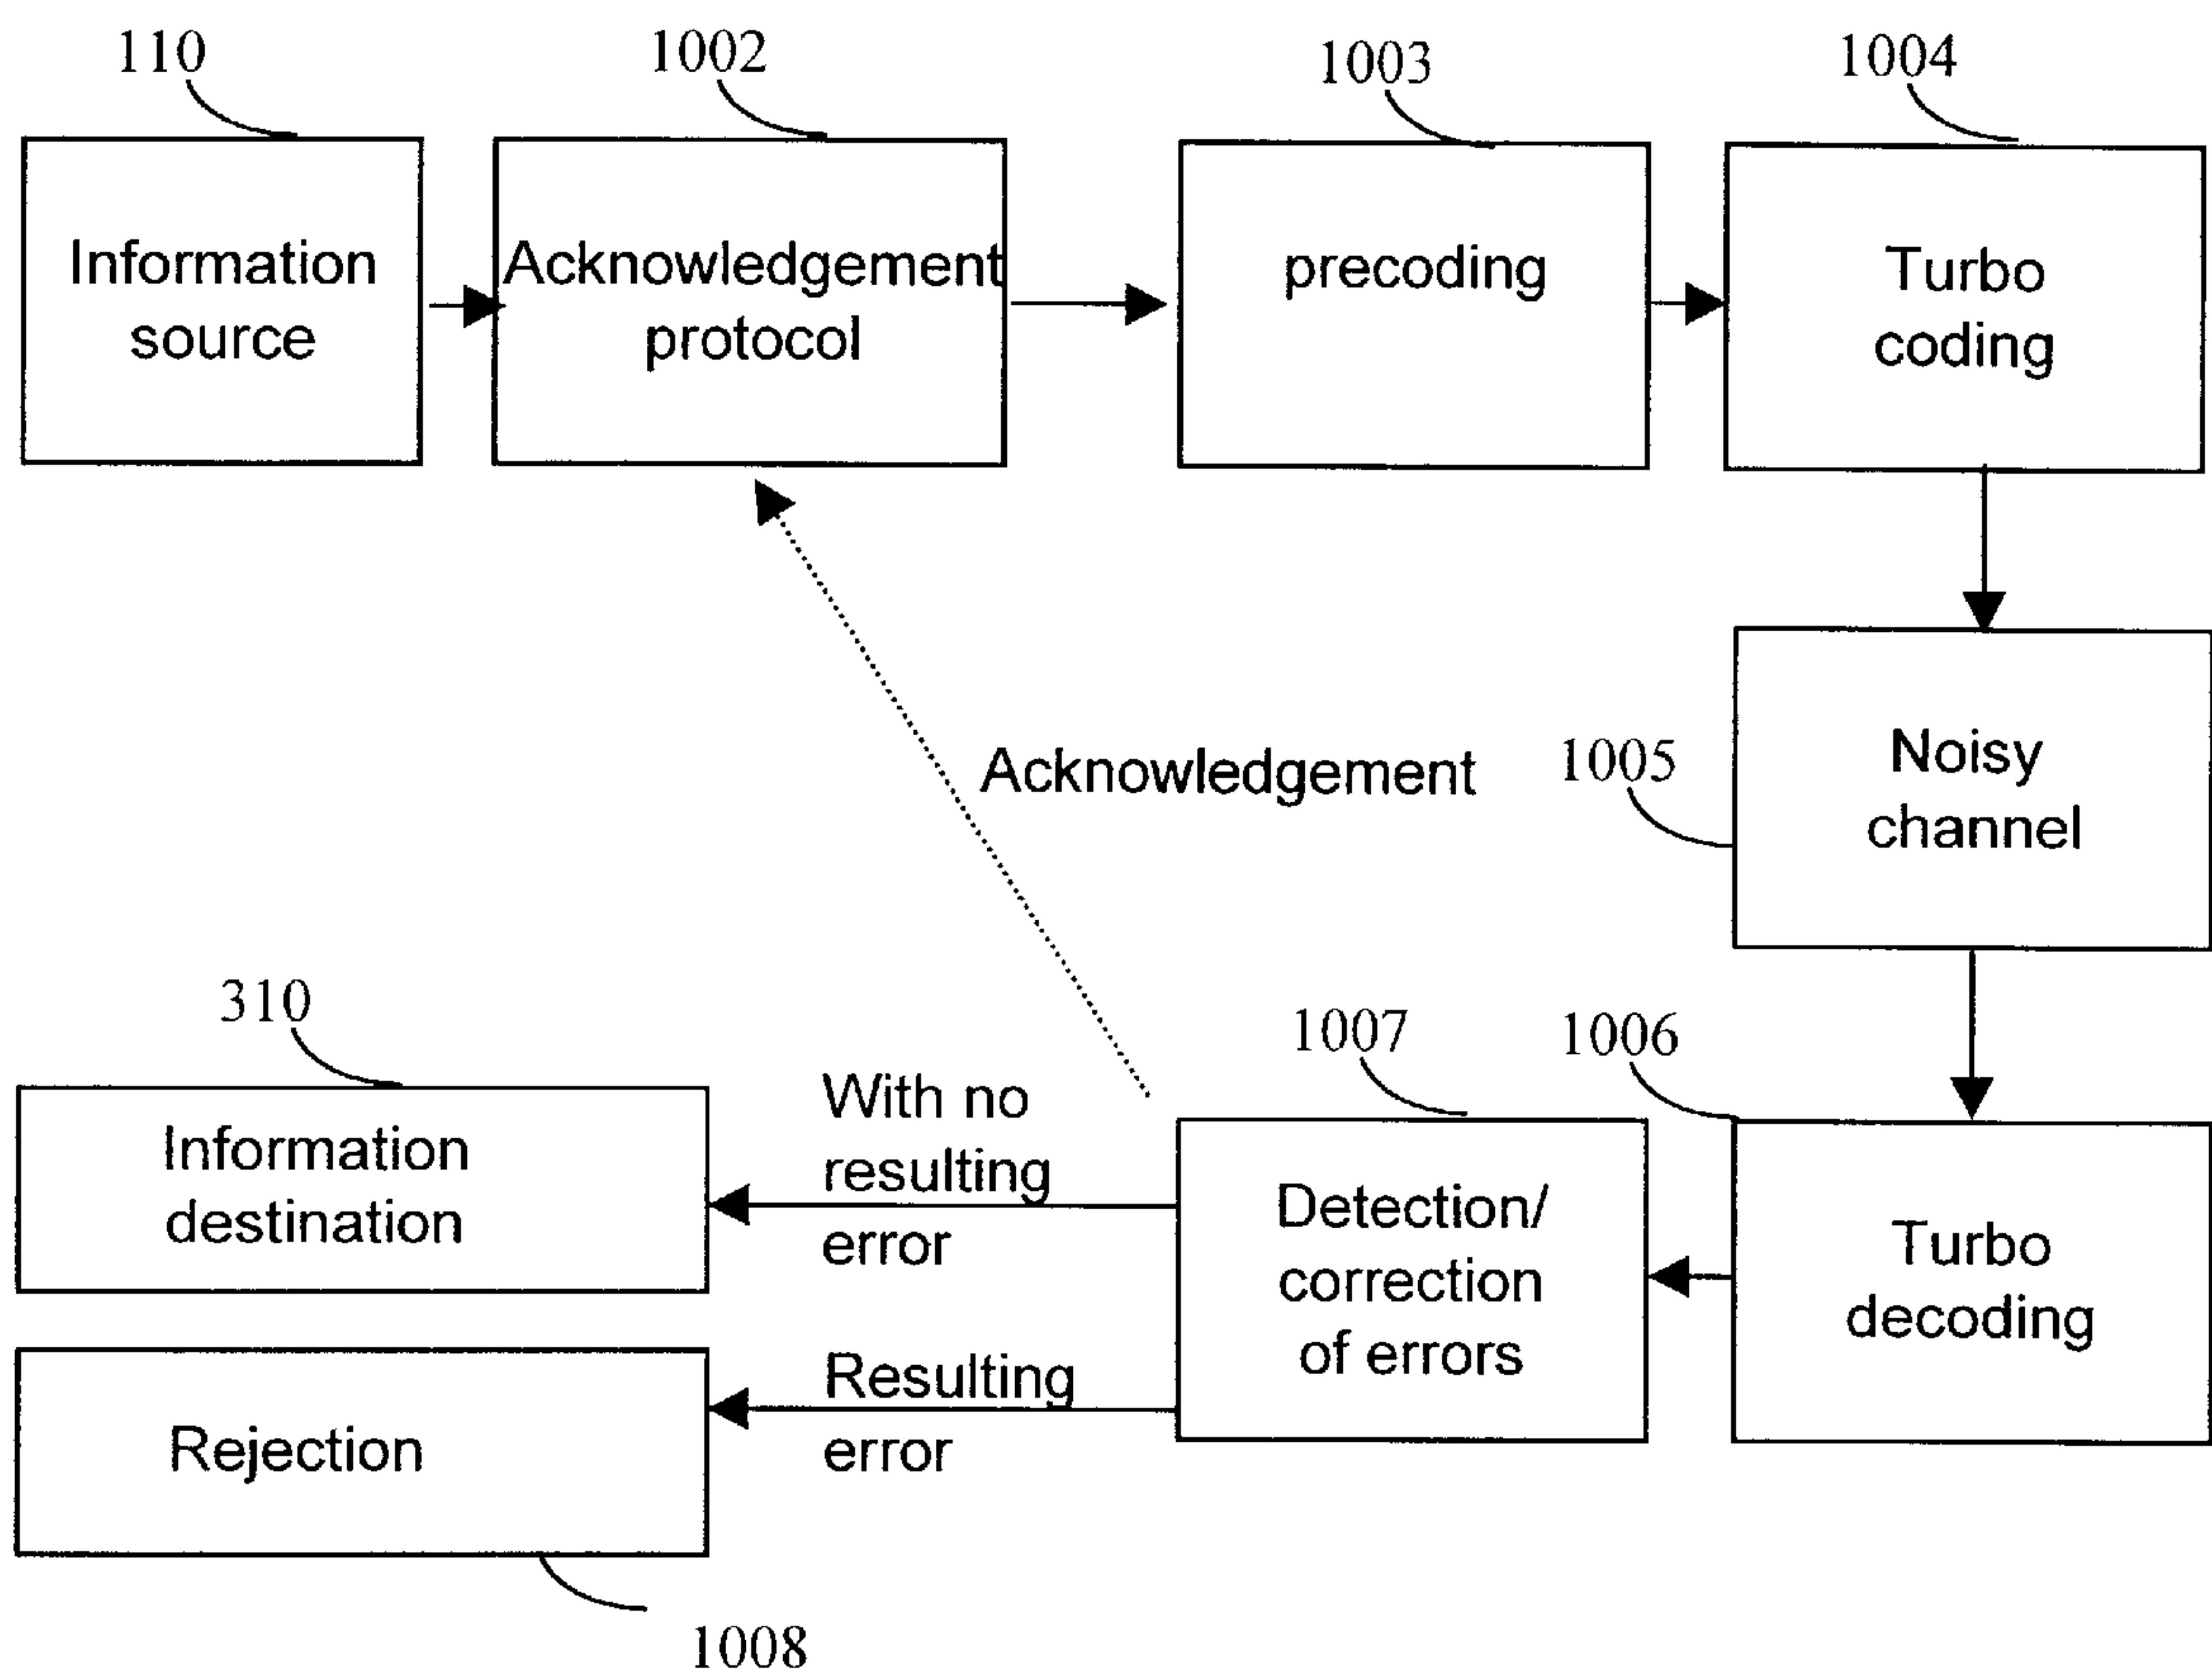 110
1002
1003
1004
Information
source
Acknowledgement
protocol
precoding
Turbo
coding
Acknowledgement
1005
Noisy
channel
310
1007
1006
Information
destination
With no
resulting
error
Detection/
correction
of errors
Turbo
decoding
Rejection
Resulting
error
1008